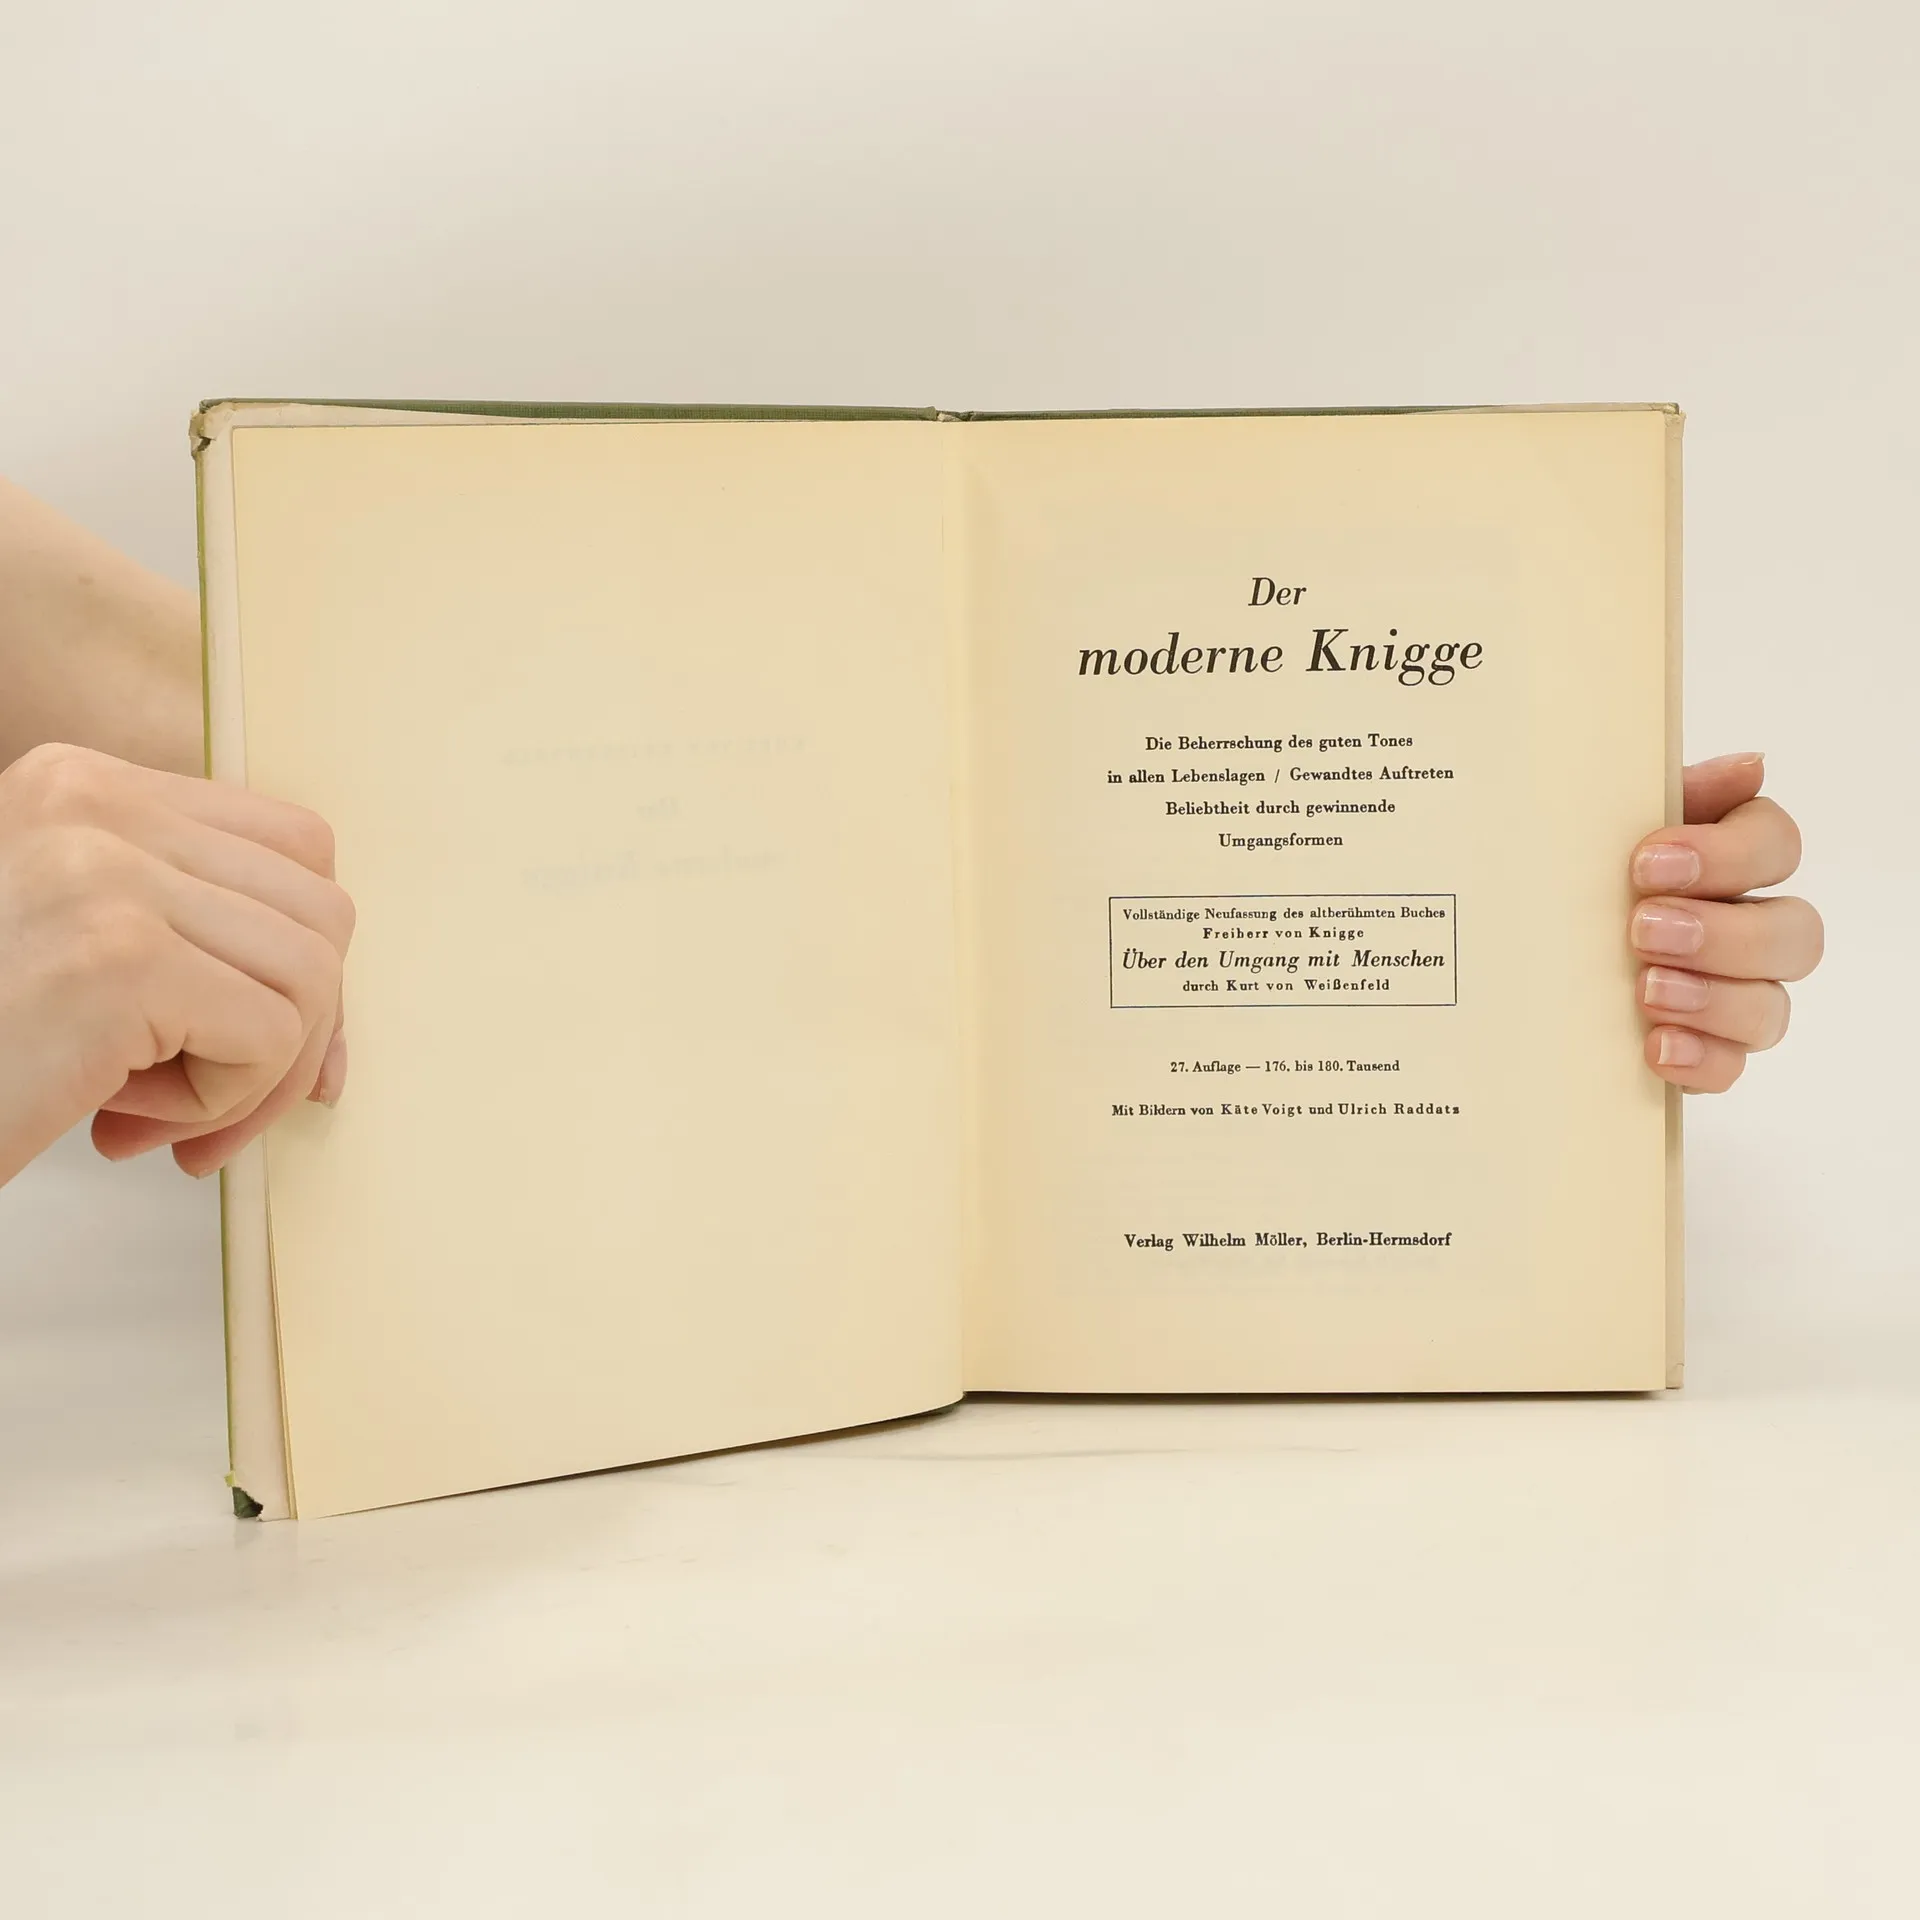 Der
moderne Knigge
Die Beherrschung des guten Tones
in allen Lebenslagen / Gewandtes Auftreten
Beliebtheit durch gewinnende
Umgangsformen
Vollständige Neufassung des altberühmten Buches
Freiherr von Knigge
Über den Umgang mit Menschen
durch Kurt von Weißenfeld
27. Auflage — 176. bis 180. Tausend
Mit Bildern von Käte Voigt und Ulrich Raddatz
Verlag Wilhelm Möller, Berlin-Hermsdorf